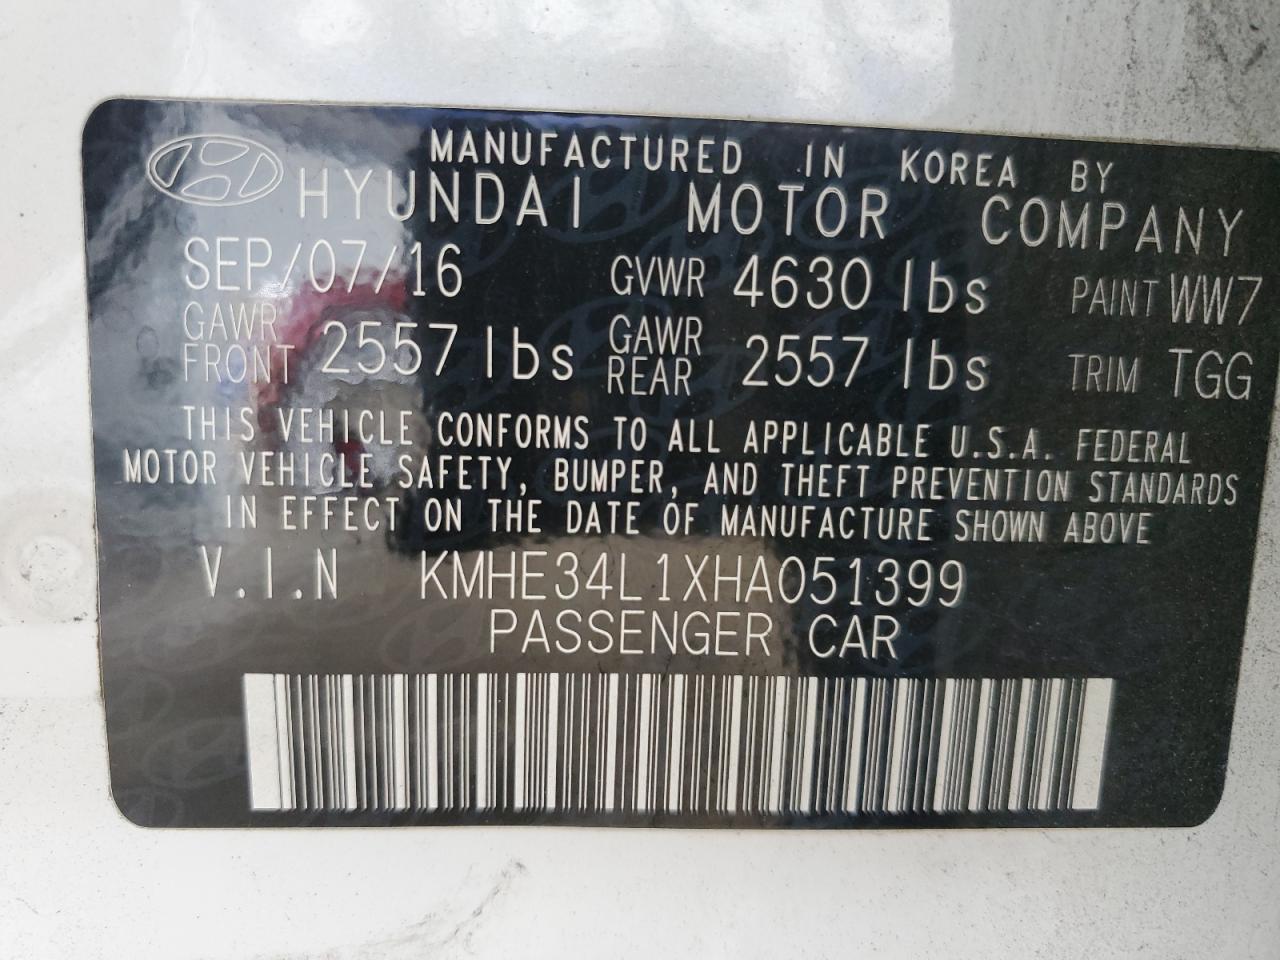 MANUFACTURED IN KOREA BY
HYUNDAI MOTOR COMPANY
SEP/07/16 GVWR 4630 lbs PAINT WW7
GAWR FRONT 2557 lbs GAWR REAR 2557 lbs TRIM TGG
THIS VEHICLE CONFORMS TO ALL APPLICABLE U.S.A. FEDERAL
MOTOR VEHICLE SAFETY, BUMPER, AND THEFT PREVENTION STANDARDS
IN EFFECT ON THE DATE OF MANUFACTURE SHOWN ABOVE
V.I.N KMHE34L1XHA051399
PASSENGER CAR